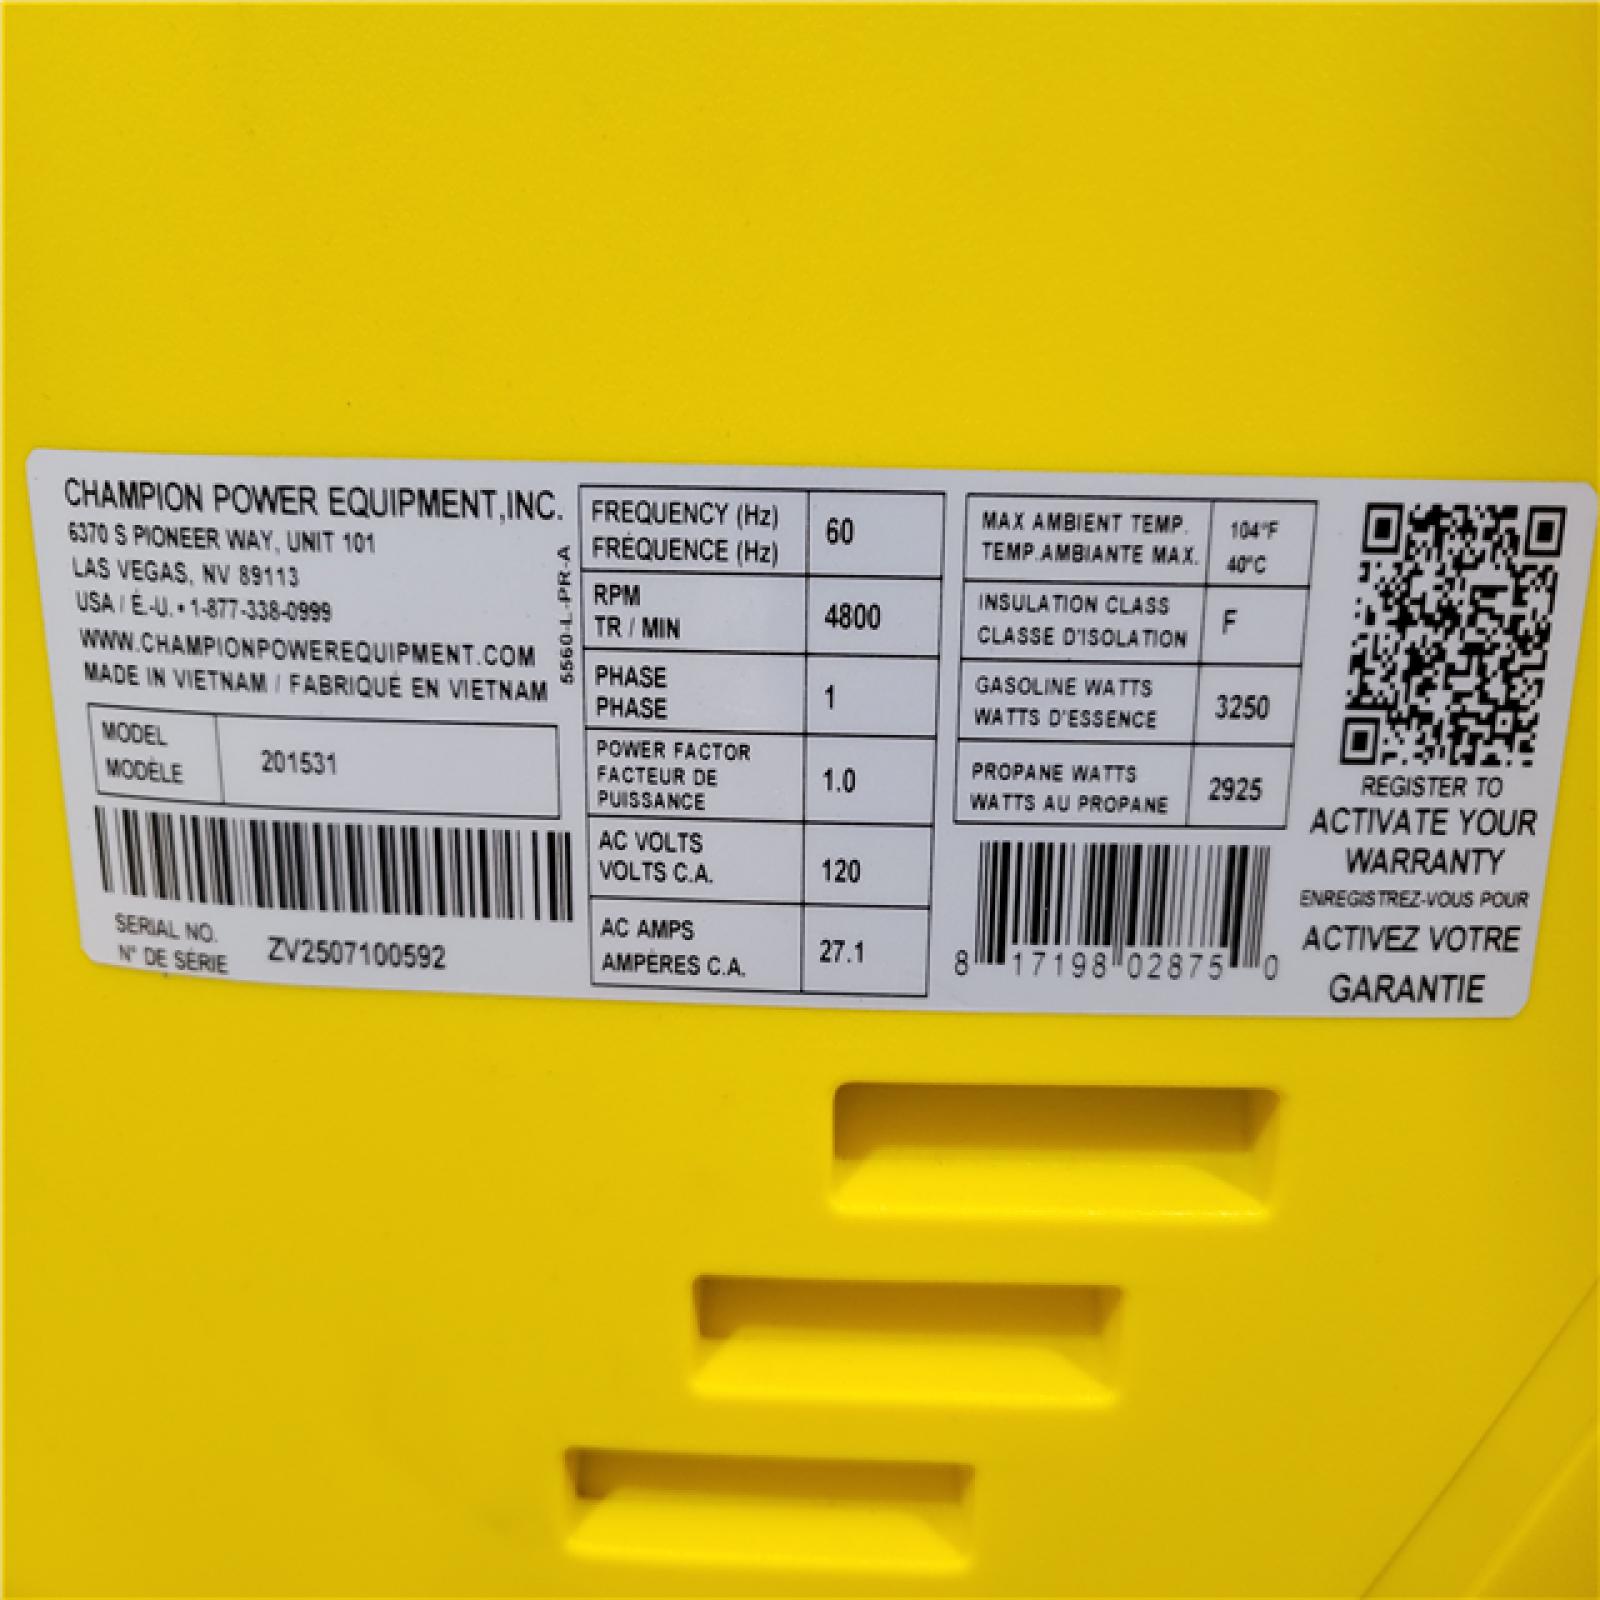 CHAMPION POWER EQUIPMENT,INC.
6370 S PIONEER WAY, UNIT 101
LAS VEGAS, NV 89113
USA / É.-U. • 1-877-338-0999
WWW.CHAMPIONPOWEREQUIPMENT.COM
MADE IN VIETNAM / FABRIQUÉ EN VIETNAM
5560-L-PR-A
MODEL
MODÈLE
201531
SERIAL NO.
N° DE SÉRIE
ZV2507100592
FREQUENCY (Hz)
FRÉQUENCE (Hz)
60
RPM
TR / MIN
4800
PHASE
PHASE
1
POWER FACTOR
FACTEUR DE
PUISSANCE
1.0
AC VOLTS
VOLTS C.A.
120
AC AMPS
AMPÈRES C.A.
27.1
MAX AMBIENT TEMP.
TEMP.AMBIANTE MAX.
104°F
40°C
INSULATION CLASS
CLASSE D'ISOLATION
F
GASOLINE WATTS
WATTS D'ESSENCE
3250
PROPANE WATTS
WATTS AU PROPANE
2925
8 17198 02875 0
REGISTER TO
ACTIVATE YOUR
WARRANTY
ENREGISTREZ-VOUS POUR
ACTIVEZ VOTRE
GARANTIE